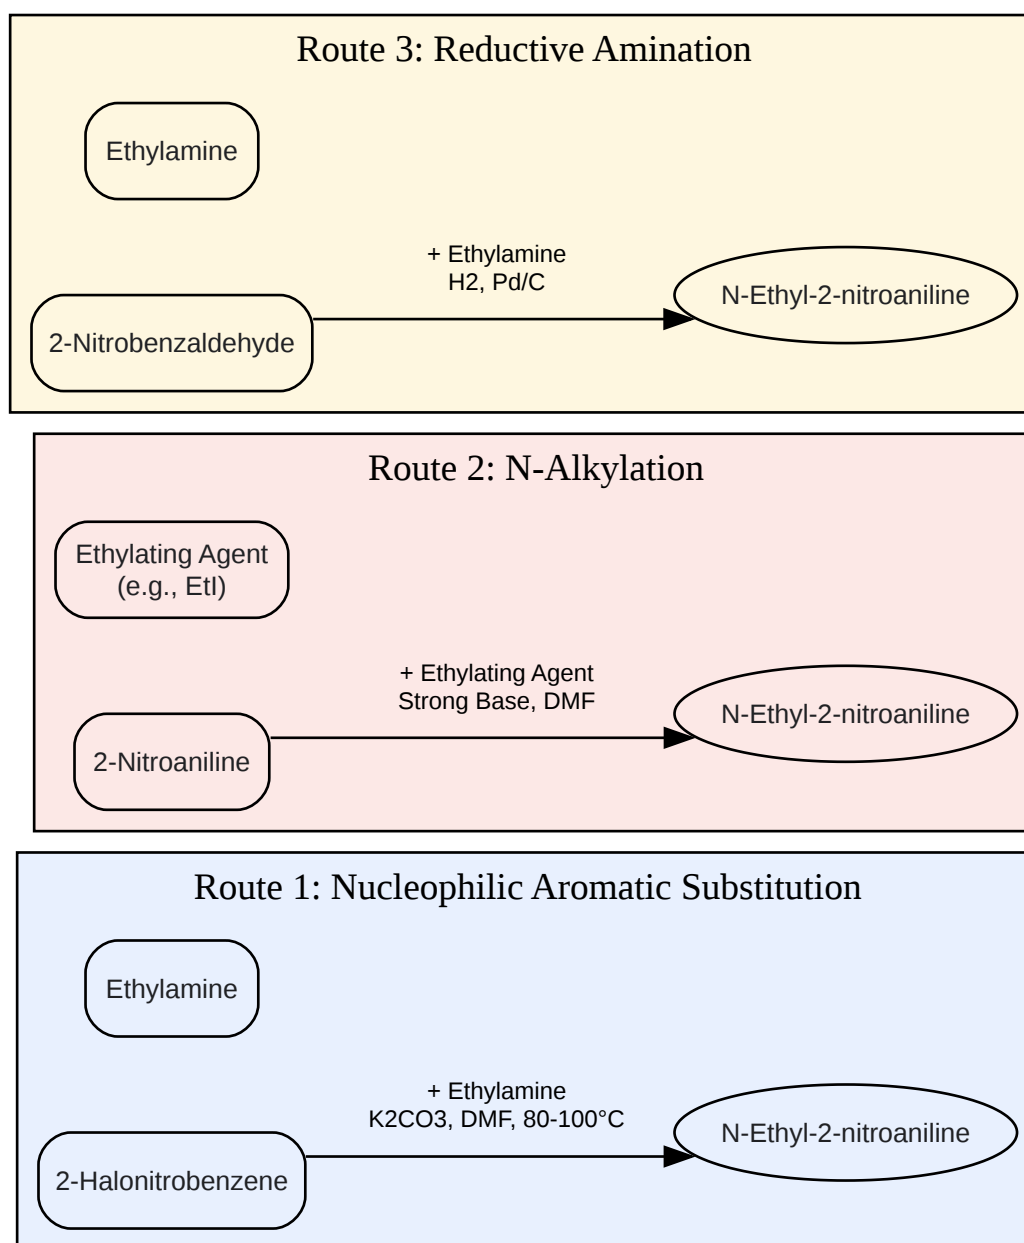 Route 3: Reductive Amination
Ethylamine
+ Ethylamine
H2, Pd/C
N-Ethyl-2-nitroaniline
2-Nitrobenzaldehyde
Route 2: N-Alkylation
Ethylating Agent
(e.g., EtI)
+ Ethylating Agent
Strong Base, DMF
N-Ethyl-2-nitroaniline
2-Nitroaniline
Route 1: Nucleophilic Aromatic Substitution
Ethylamine
+ Ethylamine
K2CO3, DMF, 80-100°C
N-Ethyl-2-nitroaniline
2-Halonitrobenzene